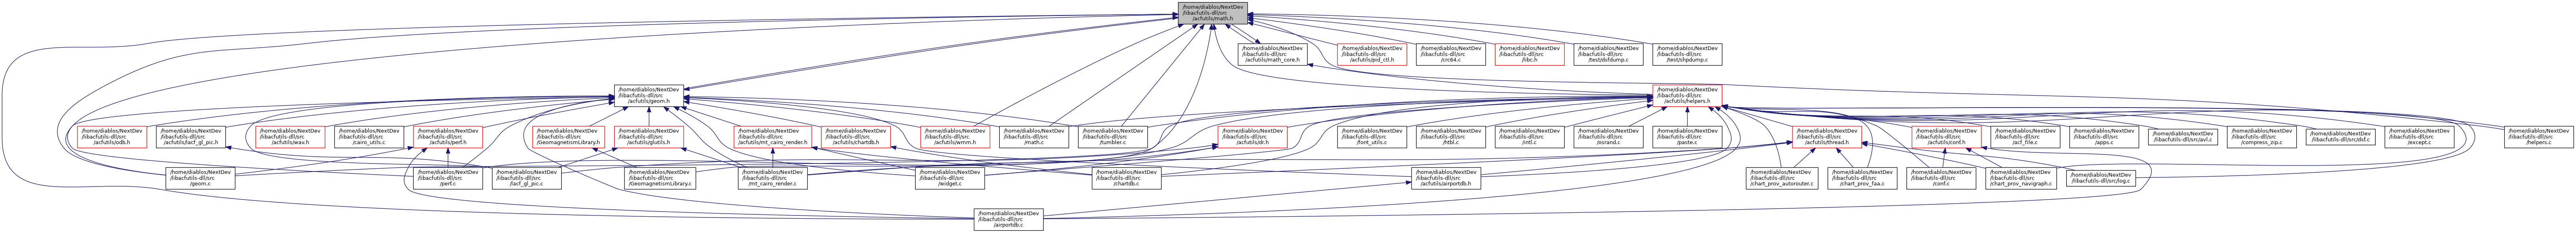 /home/diablos/NextDev
/libacfutils-dll/src
/acfutils/math.h
/home/diablos/NextDev
/libacfutils-dll/src
/acfutils/math_core.h
/home/diablos/NextDev
/libacfutils-dll/src
/acfutils/pid_ctl.h
/home/diablos/NextDev
/libacfutils-dll/src
/crc64.c
/home/diablos/NextDev
/libacfutils-dll/src
/libc.h
/home/diablos/NextDev
/libacfutils-dll/src
/test/dsfdump.c
/home/diablos/NextDev
/libacfutils-dll/src
/test/shpdump.c
/home/diablos/NextDev
/libacfutils-dll/src
/acfutils/geom.h
/home/diablos/NextDev
/libacfutils-dll/src
/acfutils/helpers.h
/home/diablos/NextDev
/libacfutils-dll/src
/acfutils/odb.h
/home/diablos/NextDev
/libacfutils-dll/src
/acfutils/lacf_gl_pic.h
/home/diablos/NextDev
/libacfutils-dll/src
/acfutils/wav.h
/home/diablos/NextDev
/libacfutils-dll/src
/cairo_utils.c
/home/diablos/NextDev
/libacfutils-dll/src
/acfutils/perf.h
/home/diablos/NextDev
/libacfutils-dll/src
/GeomagnetismLibrary.h
/home/diablos/NextDev
/libacfutils-dll/src
/acfutils/glutils.h
/home/diablos/NextDev
/libacfutils-dll/src
/acfutils/mt_cairo_render.h
/home/diablos/NextDev
/libacfutils-dll/src
/acfutils/chartdb.h
/home/diablos/NextDev
/libacfutils-dll/src
/acfutils/wmm.h
/home/diablos/NextDev
/libacfutils-dll/src
/math.c
/home/diablos/NextDev
/libacfutils-dll/src
/tumbler.c
/home/diablos/NextDev
/libacfutils-dll/src
/acfutils/dr.h
/home/diablos/NextDev
/libacfutils-dll/src
/font_utils.c
/home/diablos/NextDev
/libacfutils-dll/src
/htbl.c
/home/diablos/NextDev
/libacfutils-dll/src
/intl.c
/home/diablos/NextDev
/libacfutils-dll/src
/osrand.c
/home/diablos/NextDev
/libacfutils-dll/src
/paste.c
/home/diablos/NextDev
/libacfutils-dll/src
/acfutils/thread.h
/home/diablos/NextDev
/libacfutils-dll/src
/acfutils/conf.h
/home/diablos/NextDev
/libacfutils-dll/src
/acf_file.c
/home/diablos/NextDev
/libacfutils-dll/src
/apps.c
/home/diablos/NextDev
/libacfutils-dll/src/avl.c
/home/diablos/NextDev
/libacfutils-dll/src
/compress_zip.c
/home/diablos/NextDev
/libacfutils-dll/src/dsf.c
/home/diablos/NextDev
/libacfutils-dll/src
/except.c
/home/diablos/NextDev
/libacfutils-dll/src
/helpers.c
/home/diablos/NextDev
/libacfutils-dll/src
/geom.c
/home/diablos/NextDev
/libacfutils-dll/src
/perf.c
/home/diablos/NextDev
/libacfutils-dll/src
/lacf_gl_pic.c
/home/diablos/NextDev
/libacfutils-dll/src
/GeomagnetismLibrary.c
/home/diablos/NextDev
/libacfutils-dll/src
/mt_cairo_render.c
/home/diablos/NextDev
/libacfutils-dll/src
/widget.c
/home/diablos/NextDev
/libacfutils-dll/src
/chartdb.c
/home/diablos/NextDev
/libacfutils-dll/src
/acfutils/airportdb.h
/home/diablos/NextDev
/libacfutils-dll/src
/chart_prov_autorouter.c
/home/diablos/NextDev
/libacfutils-dll/src
/chart_prov_faa.c
/home/diablos/NextDev
/libacfutils-dll/src
/conf.c
/home/diablos/NextDev
/libacfutils-dll/src
/chart_prov_navigraph.c
/home/diablos/NextDev
/libacfutils-dll/src/log.c
/home/diablos/NextDev
/libacfutils-dll/src
/airportdb.c